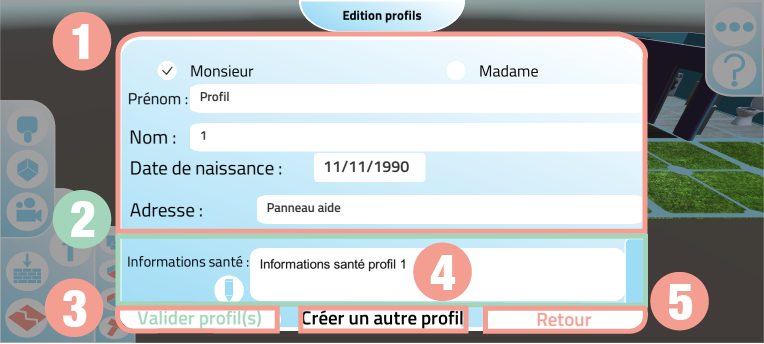 Edition profils
1
Monsieur Madame
Prénom : Profil
Nom : 1
Date de naissance : 11/11/1990
2
Adresse : Panneau aide
Informations santé : Informations santé profil 1
4
3
5
Valider profil(s) Créer un autre profil Retour